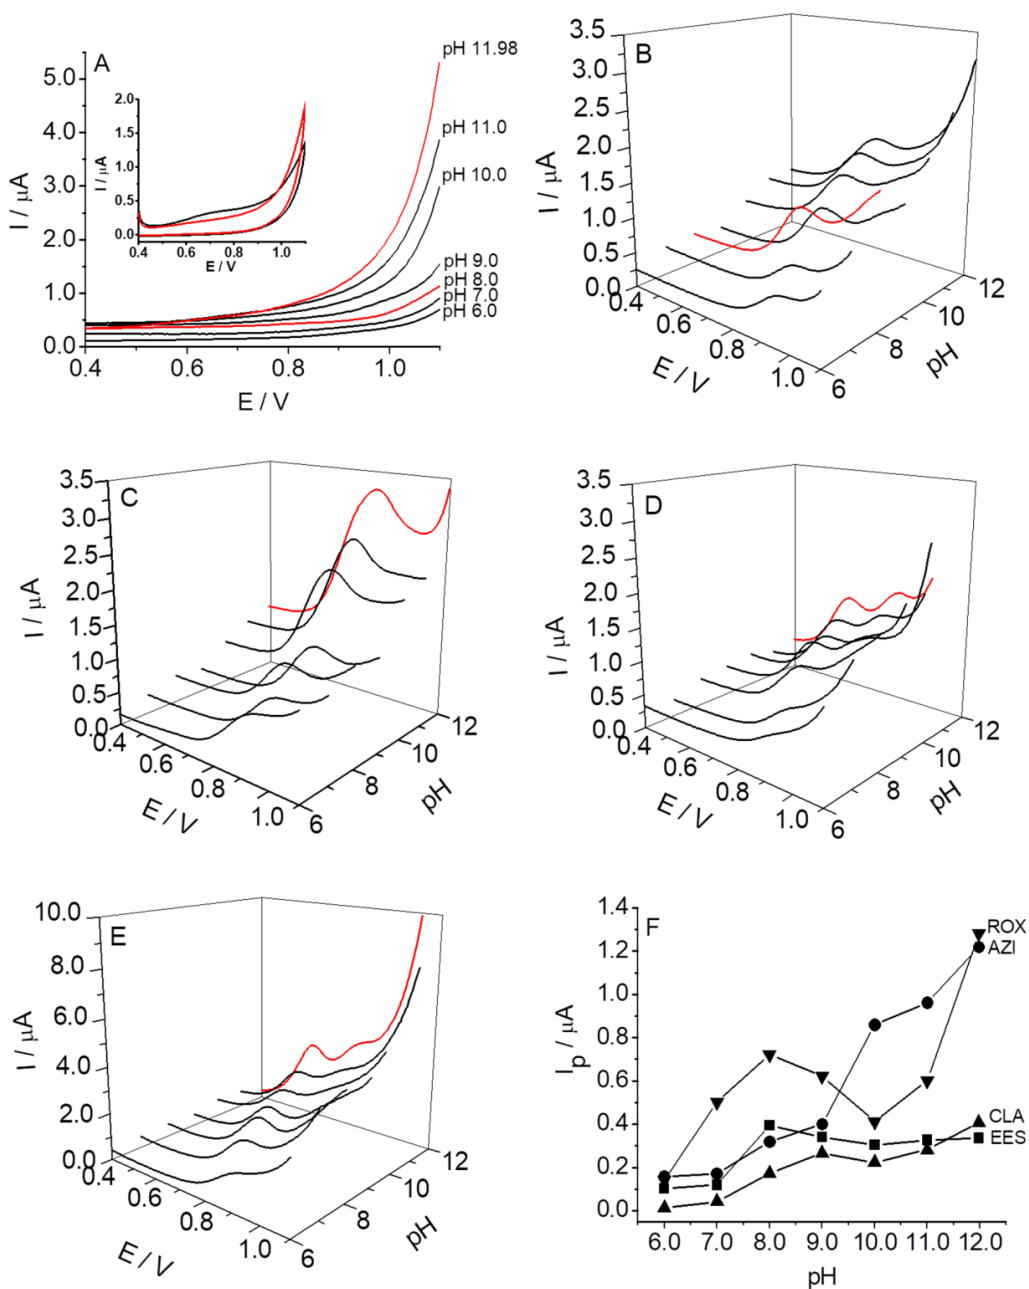 A
I / μA
5.0
4.0
3.0
2.0
1.0
0.0
0.4
0.6
0.8
1.0
E / V
pH 11.98
pH 11.0
pH 10.0
pH 9.0
pH 8.0
pH 7.0
pH 6.0
I / μA
2.0
1.5
1.0
0.5
0.0
0.4
0.6
0.8
1.0
E / V
B
I / μA
3.5
3.0
2.5
2.0
1.5
1.0
0.5
0.0
0.4
0.6
0.8
1.0
E / V
6
8
10
12
pH
C
I / μA
3.5
3.0
2.5
2.0
1.5
1.0
0.5
0.0
0.4
0.6
0.8
1.0
E / V
6
8
10
12
pH
D
I / μA
3.5
3.0
2.5
2.0
1.5
1.0
0.5
0.0
0.4
0.6
0.8
1.0
E / V
6
8
10
12
pH
E
I / μA
10.0
8.0
6.0
4.0
2.0
0.0
0.4
0.6
0.8
1.0
E / V
6
8
10
12
pH
F
Ip / μA
1.4
1.2
1.0
0.8
0.6
0.4
0.2
0.0
ROX
AZI
CLA
EES
6.0 7.0 8.0 9.0 10.0 11.0 12.0
pH